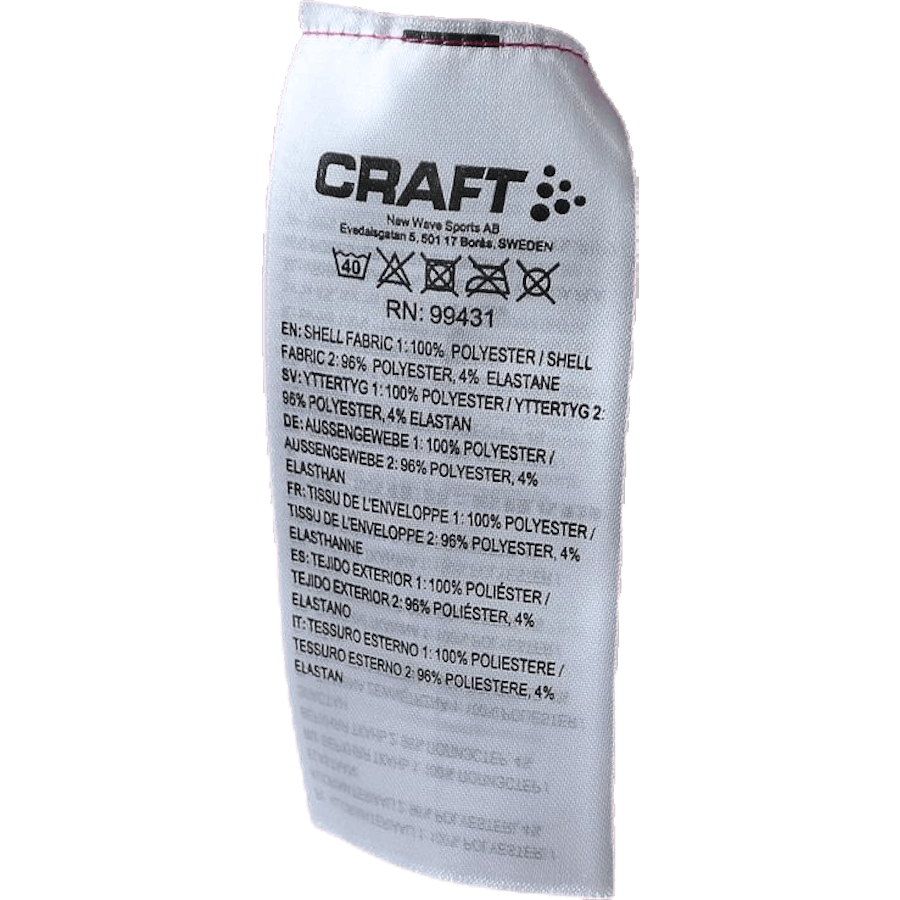 CRAFT
New Wave Sports AB
Evedalsgatan 5, 501 17 Borås, SWEDEN
40
RN: 99431
EN: SHELL FABRIC 1: 100% POLYESTER / SHELL
FABRIC 2: 96% POLYESTER, 4% ELASTANE
SV: YTTERTYG 1: 100% POLYESTER / YTTERTYG 2:
96% POLYESTER, 4% ELASTAN
DE: AUSSENGEWEBE 1: 100% POLYESTER /
AUSSENGEWEBE 2: 96% POLYESTER, 4%
ELASTHAN
FR: TISSU DE L'ENVELOPPE 1: 100% POLYESTER /
TISSU DE L'ENVELOPPE 2: 96% POLYESTER, 4%
ELASTHANNE
ES: TEJIDO EXTERIOR 1: 100% POLIÉSTER /
TEJIDO EXTERIOR 2: 96% POLIÉSTER, 4%
ELASTANO
IT: TESSURO ESTERNO 1: 100% POLIESTERE /
TESSURO ESTERNO 2: 96% POLIESTERE, 4%
ELASTAN